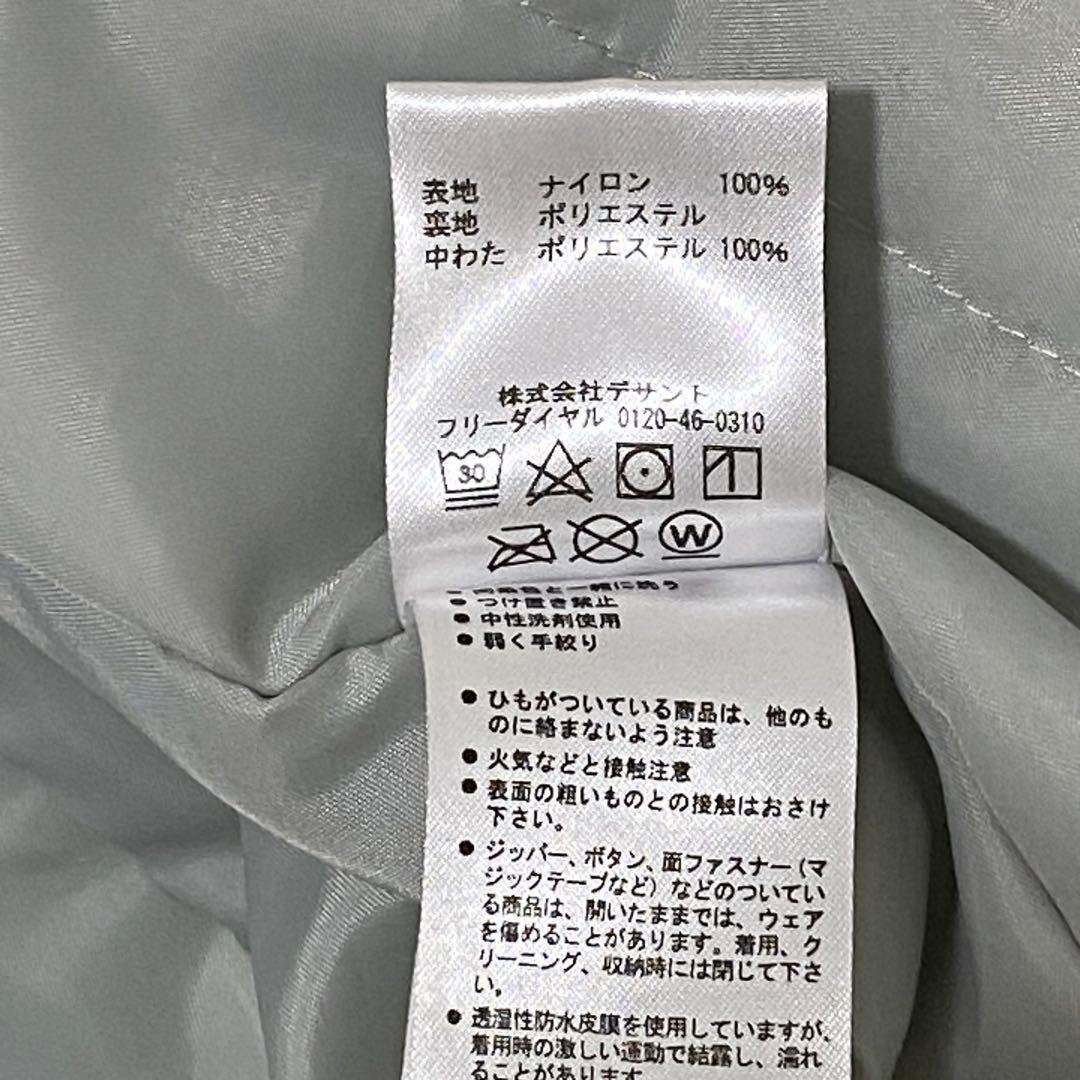 表地 ナイロン 100%
裏地 ポリエステル
中わた ポリエステル 100%
株式会社デサント
フリーダイヤル 0120-46-0310
30
W
と一緒に洗う
● つけ置き禁止
● 中性洗剤使用
● 弱く手絞り
● ひもがついている商品は、他のも
のに絡まないよう注意
● 火気などと接触注意
● 表面の粗いものとの接触はおさけ
下さい。
● ジッパー、ボタン、面ファスナー(マ
ジックテープなど)などのついてい
る商品は、開いたままでは、ウェア
を傷めることがあります。着用、ク
リーニング、収納時には閉じて下さ
い。
● 透湿性防水皮膜を使用していますが、
着用時の激しい運動で結露し、濡れ
ることがあります